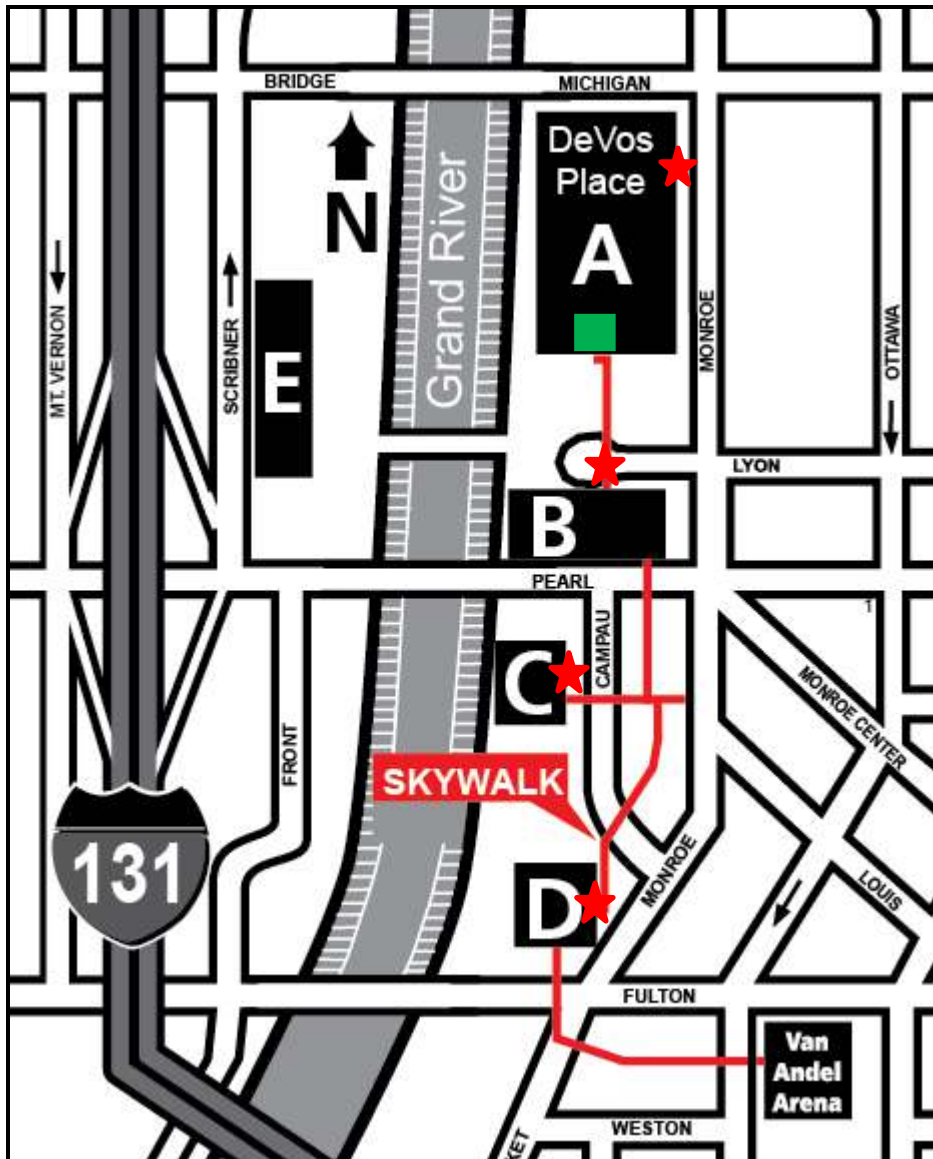 BRIDGE
MICHIGAN
DeVos
Place
A
N
Grand River
MT. VERNON
SCRIBNER
MONROE
OTTAWA
E
LYON
B
PEARL
1
CAMPAU
C
MONROE CENTER
FRONT
SKYWALK
131
D
MONROE
LOUIS
FULTON
Van
Andel
Arena
WESTON
KET